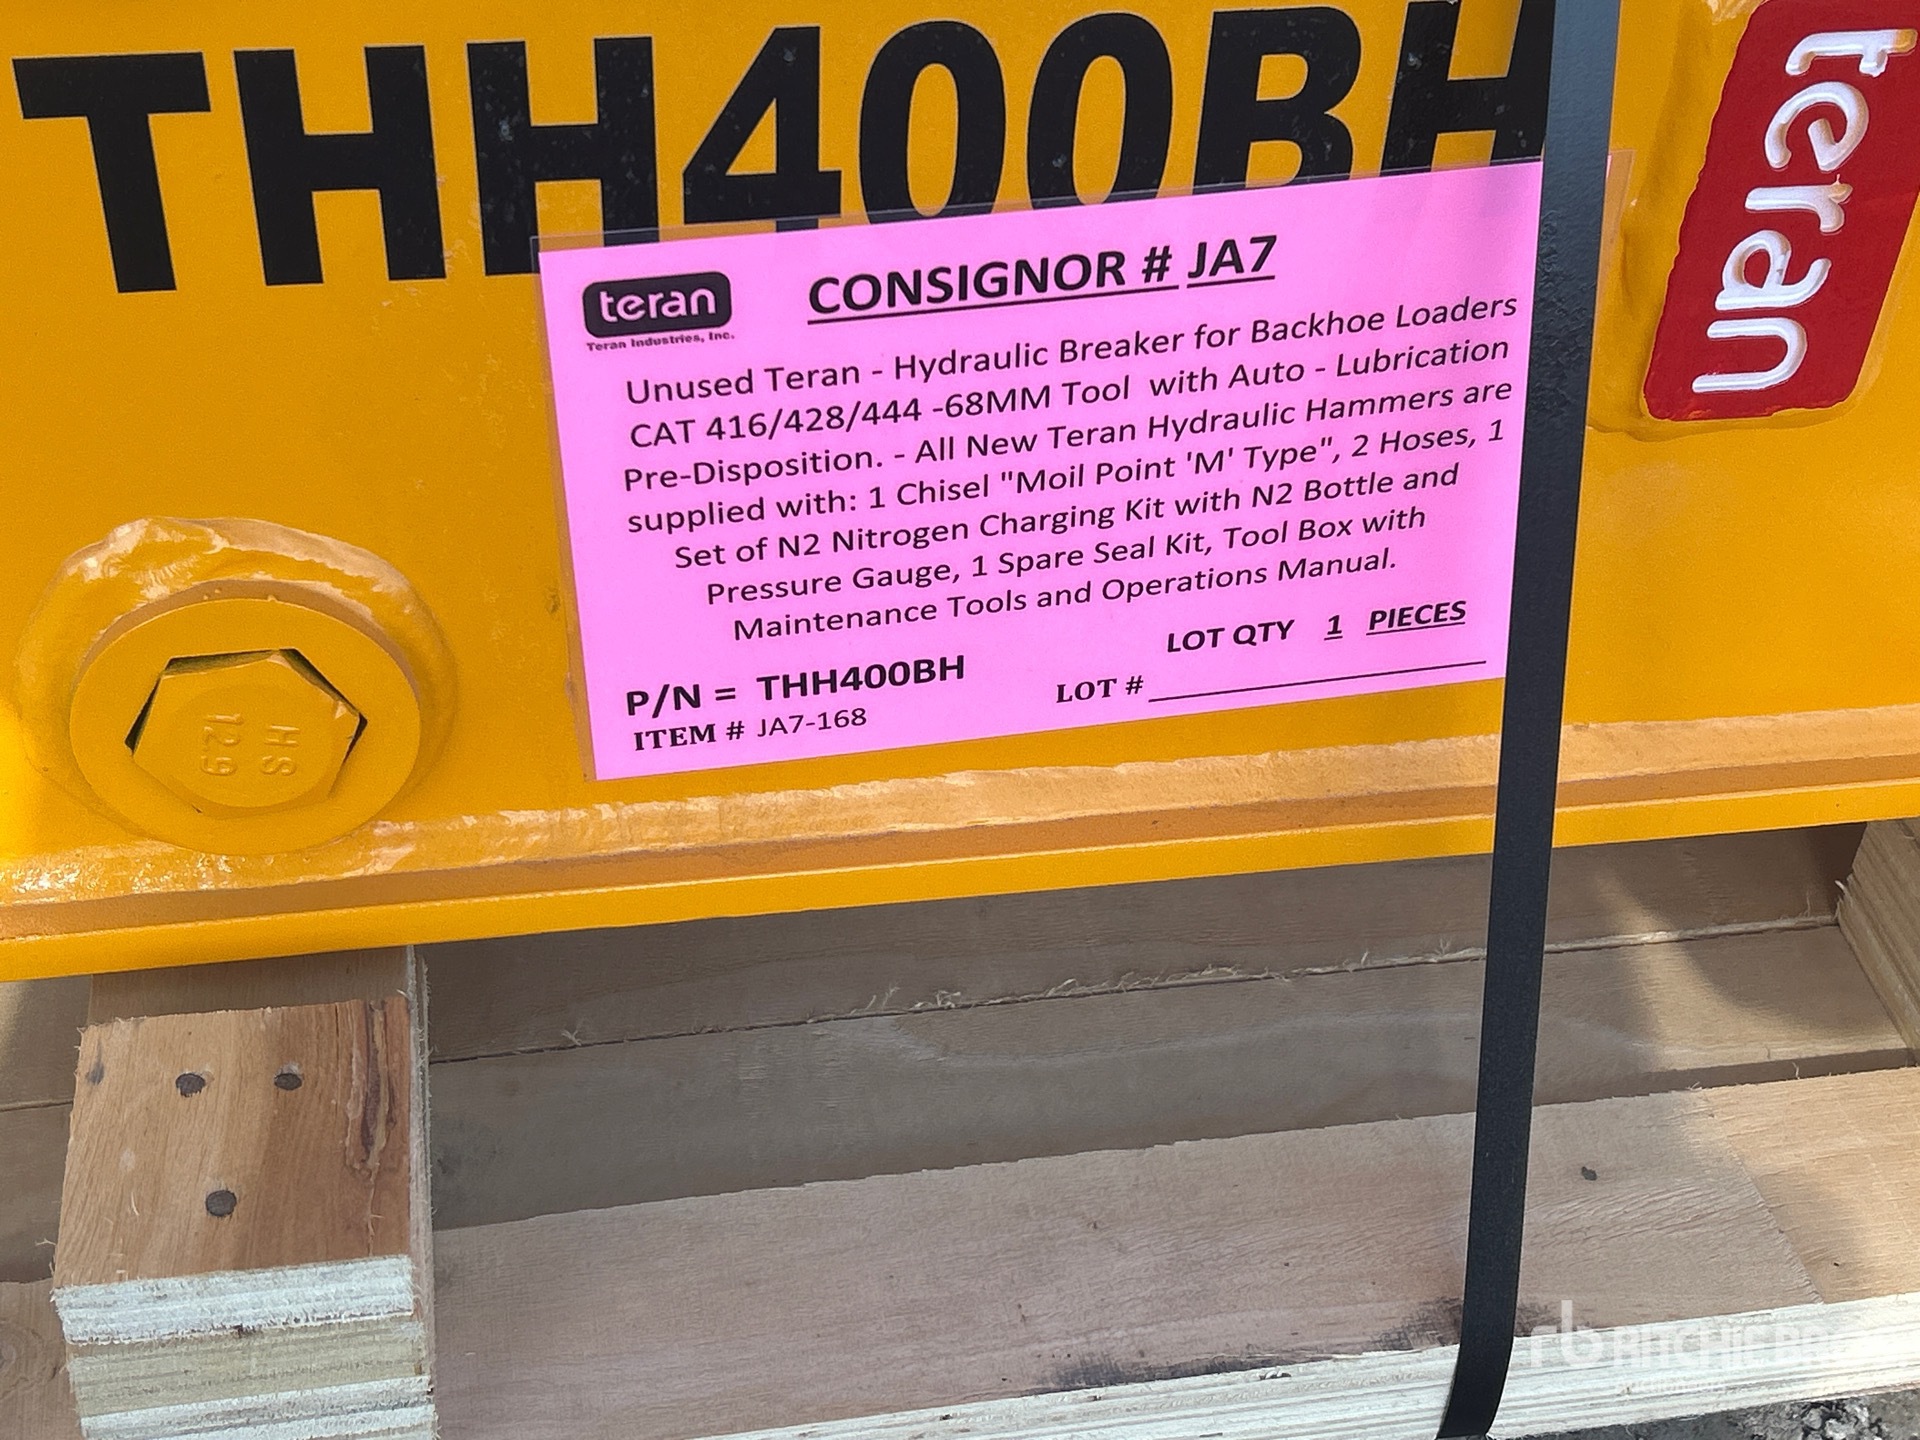 THH400BH
teran
teran
Teran Industries, Inc.
CONSIGNOR # JA7
Unused Teran - Hydraulic Breaker for Backhoe Loaders
CAT 416/428/444 -68MM Tool with Auto - Lubrication
Pre-Disposition. - All New Teran Hydraulic Hammers are
supplied with: 1 Chisel "Moil Point 'M' Type", 2 Hoses, 1
Set of N2 Nitrogen Charging Kit with N2 Bottle and
Pressure Gauge, 1 Spare Seal Kit, Tool Box with
Maintenance Tools and Operations Manual.
LOT QTY 1 PIECES
P/N = THH400BH
LOT #
ITEM # JA7-168
HS
129
rb RITCHIE BRO